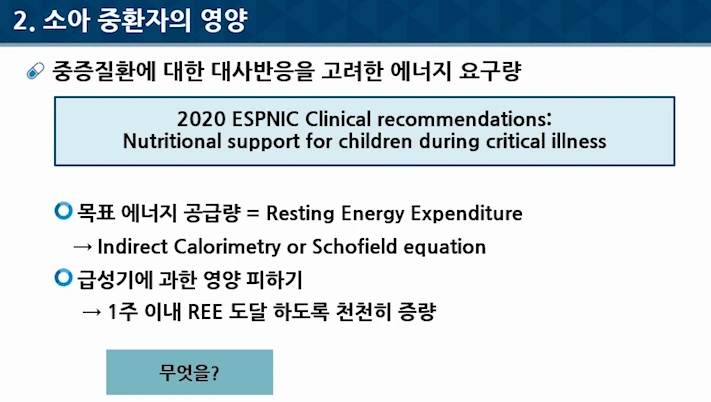 2. 소아 중환자의 영양
중증질환에 대한 대사반응을 고려한 에너지 요구량
2020 ESPNIC Clinical recommendations:
Nutritional support for children during critical illness
목표 에너지 공급량 = Resting Energy Expenditure
→ Indirect Calorimetry or Schofield equation
급성기에 과한 영양 피하기
→ 1주 이내 REE 도달 하도록 천천히 증량
무엇을?